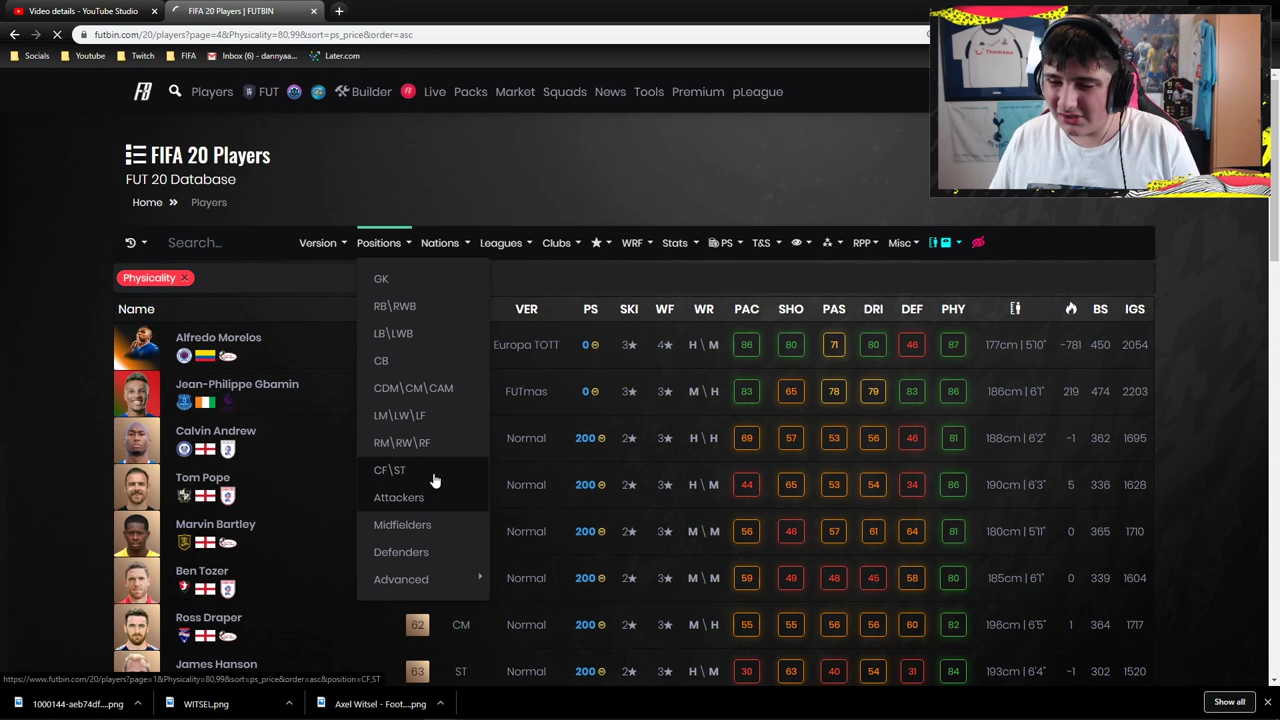 Video details - YouTube Studio
FIFA 20 Players | FUTBIN
futbin.com/20/players?page=4&Physicality=80,99&sort=ps_price&order=asc
Socials Youtube Twitch FIFA Inbox (6) - dannyaa... Later.com
Players FUT Builder Live Packs Market Squads News Tools Premium pLeague
FIFA 20 Players
FUT 20 Database
Home » Players
Search... Version Positions Nations Leagues Clubs WRF Stats PS T&S RPP Misc
Physicality
Name VER PS SKI WF WR PAC SHO PAS DRI DEF PHY BS IGS
GK
RB\RWB
LB\LWB
CB
CDM\CM\CAM
LM\LW\LF
RM\RW\RF
CF\ST
Attackers
Midfielders
Defenders
Advanced
Alfredo Morelos Europa TOTT 0 3★ 4★ H \ M 86 80 71 80 46 87 177cm | 5'10" -781 450 2054
Jean-Philippe Gbamin FUTmas 0 3★ 3★ M \ H 83 65 78 79 83 86 186cm | 6'1" 219 474 2203
Calvin Andrew Normal 200 2★ 3★ H \ H 69 57 53 56 46 81 188cm | 6'2" -1 362 1695
Tom Pope Normal 200 2★ 3★ H \ M 44 65 53 54 34 86 190cm | 6'3" 5 336 1628
Marvin Bartley Normal 200 2★ 3★ M \ M 56 46 57 61 64 81 180cm | 5'11" 0 365 1710
Ben Tozer Normal 200 2★ 3★ M \ M 59 49 48 45 58 80 185cm | 6'1" 0 339 1604
Ross Draper 62 CM Normal 200 2★ 3★ M \ M 55 55 56 56 60 82 196cm | 6'5" 1 364 1717
James Hanson 63 ST Normal 200 2★ 3★ H \ M 30 63 40 54 31 84 193cm | 6'4" -1 302 1520
https://www.futbin.com/20/players?page=1&Physicality=80,99&sort=ps_price&order=asc&position=CF,ST
1000144-aeb74df....png WITSEL.png Axel Witsel - Foot....png Show all
Thomson